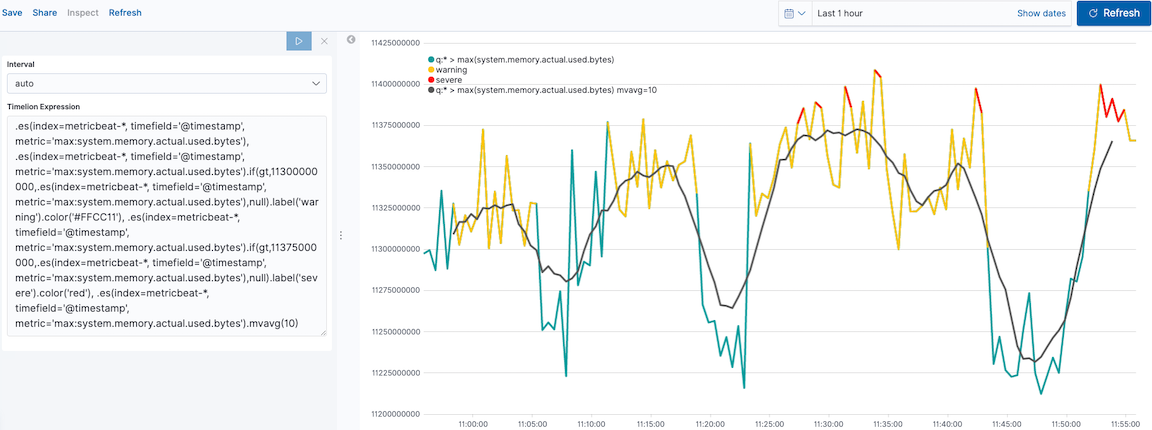 Save Share Inspect Refresh
Last 1 hour Show dates Refresh
Interval
auto
Timelion Expression
.es(index=metricbeat-*, timefield='@timestamp',
metric='max:system.memory.actual.used.bytes'),
.es(index=metricbeat-*, timefield='@timestamp',
metric='max:system.memory.actual.used.bytes').if(gt,11300000
000,.es(index=metricbeat-*, timefield='@timestamp',
metric='max:system.memory.actual.used.bytes'),null).label('war
ning').color('#FFCC11'), .es(index=metricbeat-*,
timefield='@timestamp',
metric='max:system.memory.actual.used.bytes').if(gt,11375000
000,.es(index=metricbeat-*, timefield='@timestamp',
metric='max:system.memory.actual.used.bytes'),null).label('sev
ere').color('red'), .es(index=metricbeat-*,
timefield='@timestamp',
metric='max:system.memory.actual.used.bytes').mvavg(10)
q:* > max(system.memory.actual.used.bytes)
warning
severe
q:* > max(system.memory.actual.used.bytes) mvavg=10
11425000000
11400000000
11375000000
11350000000
11325000000
11300000000
11275000000
11250000000
11225000000
11200000000
11:00:00 11:05:00 11:10:00 11:15:00 11:20:00 11:25:00 11:30:00 11:35:00 11:40:00 11:45:00 11:50:00 11:55:00